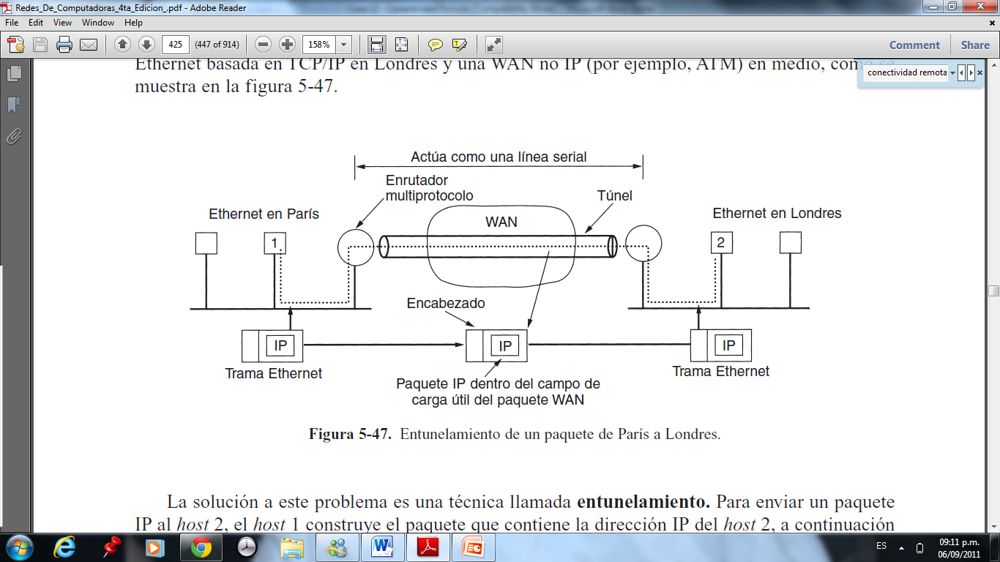 Redes_De_Computadoras_4ta_Edicion_.pdf - Adobe Reader
File Edit View Window Help
425 (447 of 914) 158% Comment Share
conectividad remota
Ethernet basada en TCP/IP en Londres y una WAN no IP (por ejemplo, ATM) en medio, como se
muestra en la figura 5-47.
Actúa como una línea serial
Enrutador
multiprotocolo
Túnel
Ethernet en París
WAN
Ethernet en Londres
1
2
Encabezado
IP
IP
IP
Trama Ethernet
Trama Ethernet
Paquete IP dentro del campo de
carga útil del paquete WAN
Figura 5-47. Entunelamiento de un paquete de París a Londres.
La solución a este problema es una técnica llamada entunelamiento. Para enviar un paquete
IP al host 2, el host 1 construye el paquete que contiene la dirección IP del host 2, a continuación
ES
09:11 p.m.
06/09/2011